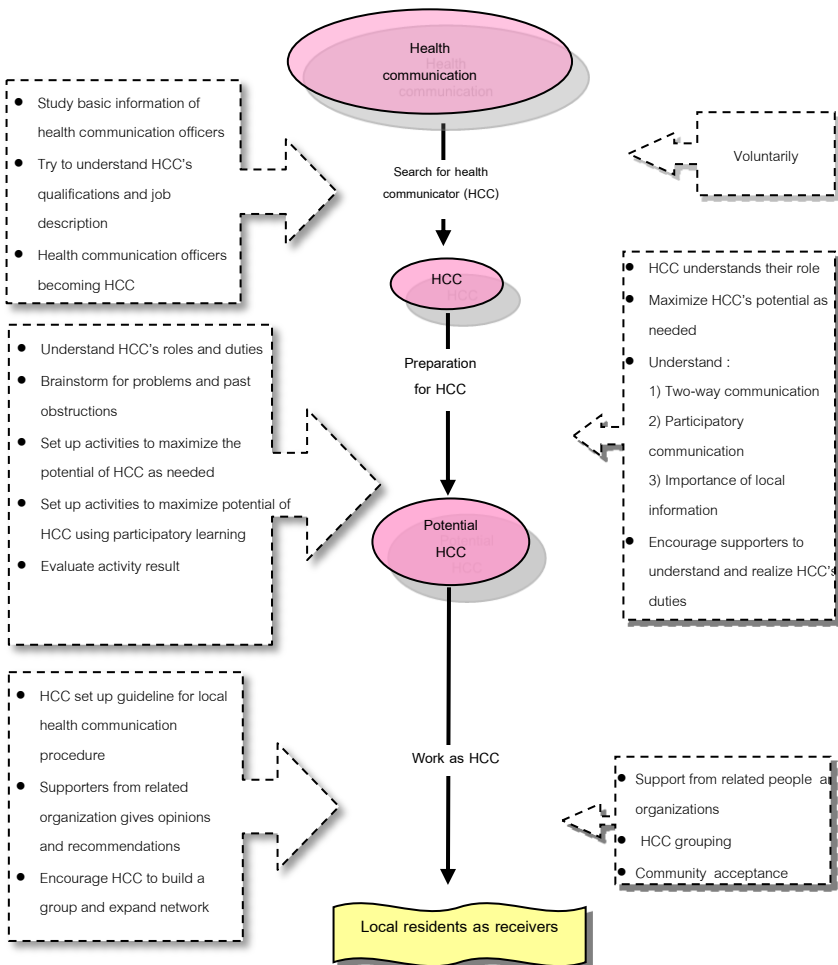 Health
communication
● Study basic information of
health communication officers
● Try to understand HCC's
qualifications and job
description
● Health communication officers
becoming HCC
Search for health
communicator (HCC)
Voluntarily
HCC
● Understand HCC's roles and duties
● Brainstorm for problems and past
obstructions
● Set up activities to maximize the
potential of HCC as needed
● Set up activities to maximize potential of
HCC using participatory learning
● Evaluate activity result
Preparation
for HCC
● HCC understands their role
● Maximize HCC's potential as
needed
● Understand :
1) Two-way communication
2) Participatory
communication
3) Importance of local
information
● Encourage supporters to
understand and realize HCC's
duties
Potential
HCC
● HCC set up guideline for local
health communication
procedure
● Supporters from related
organization gives opinions
and recommendations
● Encourage HCC to build a
group and expand network
Work as HCC
● Support from related people
organizations
● HCC grouping
● Community acceptance
Local residents as receivers